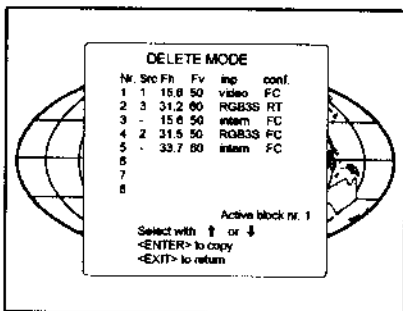 DELETE MODE
Nr. Src Fh Fv inp conf.
1 1 15.6 50 video FC
2 3 31.2 60 RGB3S RT
3 - 15.6 50 intern FC
4 2 31.5 50 RGB3S FC
5 - 33.7 60 intern FC
6
7
8
Active block nr. 1
Select with ↑ or ↓
<ENTER> to copy
<EXIT> to return